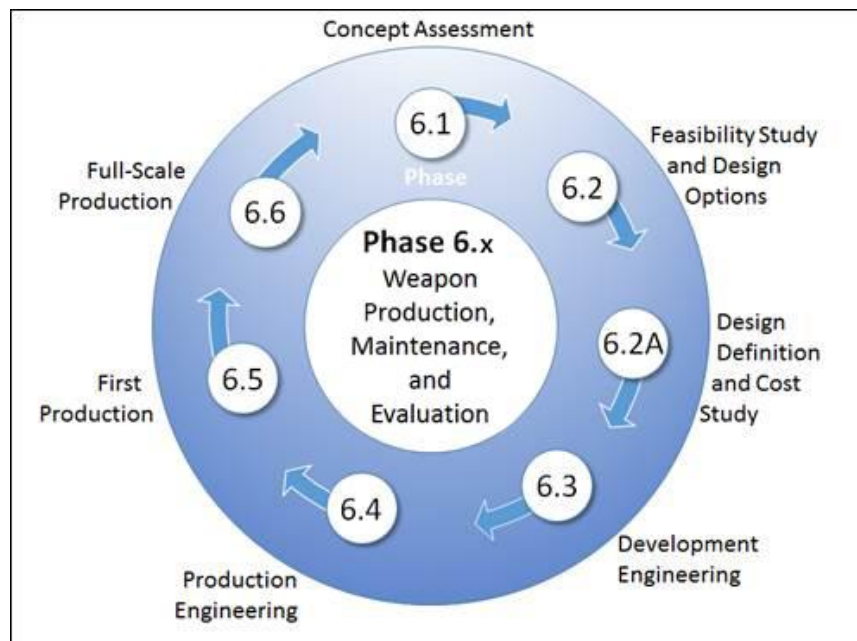 Concept Assessment
6.1
Phase
Feasibility Study
and Design
Options
6.2
Design
Definition
and Cost
Study
6.2A
Development
Engineering
6.3
Production
Engineering
6.4
First
Production
6.5
Full-Scale
Production
6.6
Phase 6.x
Weapon
Production,
Maintenance,
and
Evaluation